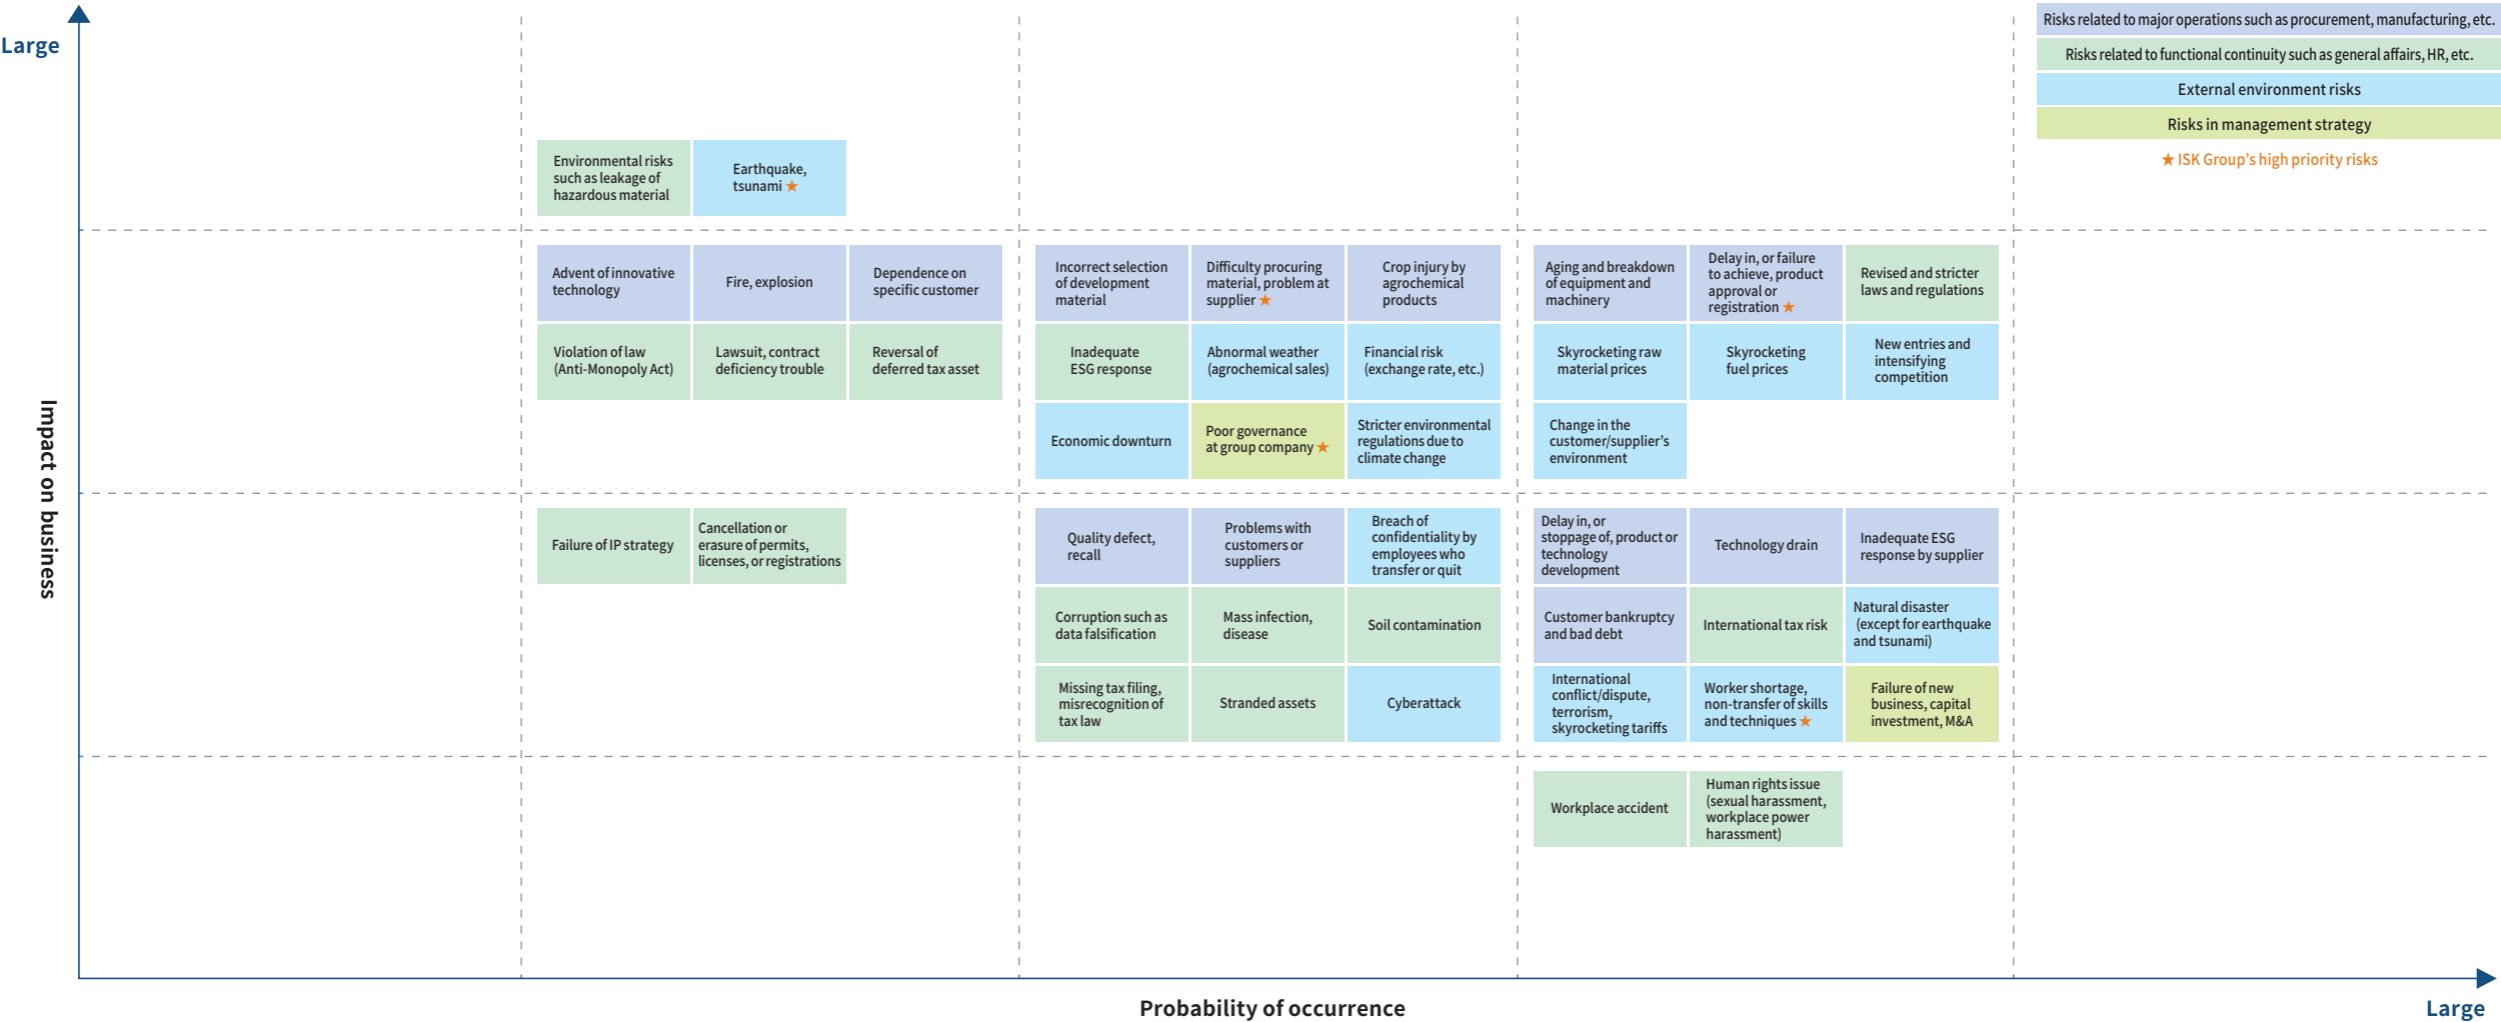 Large
Risks related to major operations such as procurement, manufacturing, etc.
Risks related to functional continuity such as general affairs, HR, etc.
External environment risks
Risks in management strategy
★ ISK Group's high priority risks
Environmental risks
such as leakage of
hazardous material
Earthquake,
tsunami ★
Advent of innovative
technology
Fire, explosion
Dependence on
specific customer
Violation of law
(Anti-Monopoly Act)
Lawsuit, contract
deficiency trouble
Reversal of
deferred tax asset
Incorrect selection
of development
material
Difficulty procuring
material, problem at
supplier ★
Crop injury by
agrochemical
products
Inadequate
ESG response
Abnormal weather
(agrochemical sales)
Financial risk
(exchange rate, etc.)
Economic downturn
Poor governance
at group company ★
Stricter environmental
regulations due to
climate change
Aging and breakdown
of equipment and
machinery
Delay in, or failure
to achieve, product
approval or
registration ★
Revised and stricter
laws and regulations
Skyrocketing raw
material prices
Skyrocketing
fuel prices
New entries and
intensifying
competition
Change in the
customer/supplier's
environment
Impact on business
Failure of IP strategy
Cancellation or
erasure of permits,
licenses, or registrations
Quality defect,
recall
Problems with
customers or
suppliers
Breach of
confidentiality by
employees who
transfer or quit
Corruption such as
data falsification
Mass infection,
disease
Soil contamination
Missing tax filing,
misrecognition of
tax law
Stranded assets
Cyberattack
Delay in, or
stoppage of, product or
technology
development
Technology drain
Inadequate ESG
response by supplier
Customer bankruptcy
and bad debt
International tax risk
Natural disaster
(except for earthquake
and tsunami)
International
conflict/dispute,
terrorism,
skyrocketing tariffs
Worker shortage,
non-transfer of skills
and techniques ★
Failure of new
business, capital
investment, M&A
Workplace accident
Human rights issue
(sexual harassment,
workplace power
harassment)
Probability of occurrence
Large